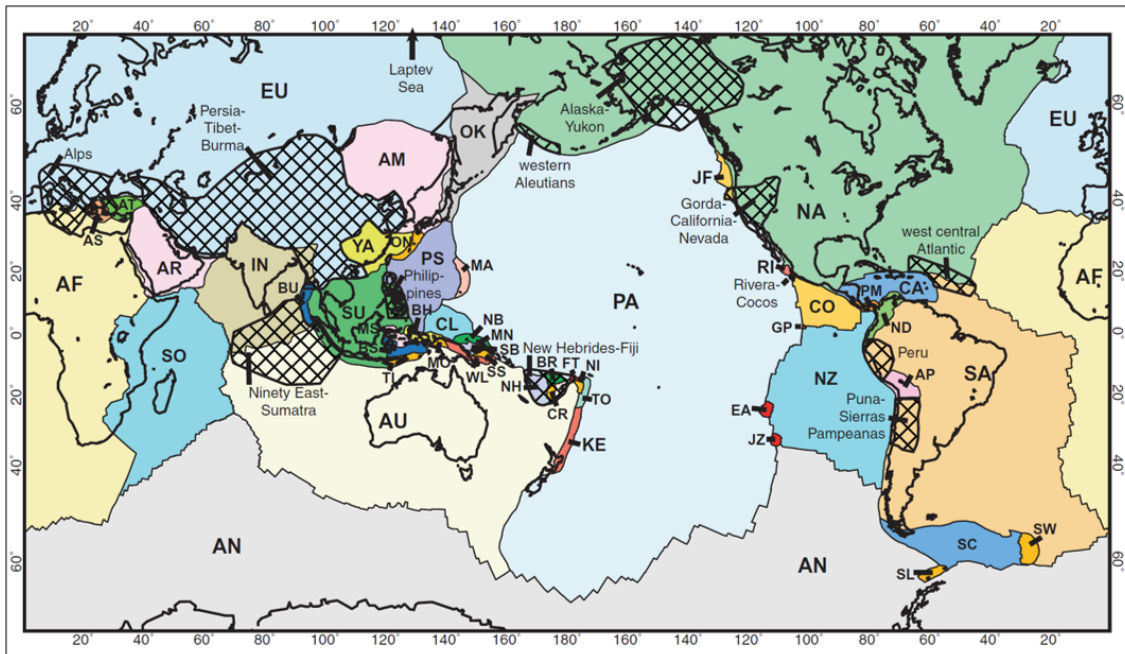 20° 40° 60° 80° 100° 120° 140° 160° 180° 160° 140° 120° 100° 80° 60° 40° 20°
Laptev
Sea
EU
Persia-
Tibet-
Burma
Alaska-
Yukon
OK
60°
60°
EU
Alps
AM
western
Aleutians
JF
NA
40°
40°
AT
AS
Gorda-
California-
Nevada
west central
Atlantic
YA
ON
PS
AR
IN
MA
RI
20°
20°
AF
AF
BU
Philip-
pines
Rivera-
Cocos
PM
CA
SU
BH
PA
CO
MS
CL
NB
MN
GP
ND
0°
0°
BS
SB
SO
New Hebrides-Fiji
Peru
TI
MO
WL
SS
BR
FT
NI
NZ
AP
SA
Ninety East-
Sumatra
NH
TO
20°
20°
CR
EA
Puna-
Sierras
Pampeanas
AU
KE
JZ
40°
40°
AN
AN
SC
SW
SL
60°
60°
20° 40° 60° 80° 100° 120° 140° 160° 180° 160° 140° 120° 100° 80° 60° 40° 20°